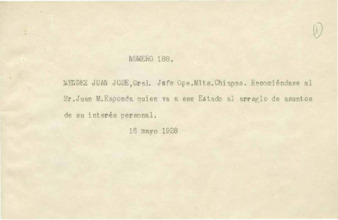 NUMERO 188.
MENDEZ JUAN JOSE, Gral. Jefe Ops.Mlts.Chiapas. Recomiéndase al
Sr.Juan M.Esponda quien va a ese Estado al arreglo de asuntos
de su interés personal.
16 mayo 1928